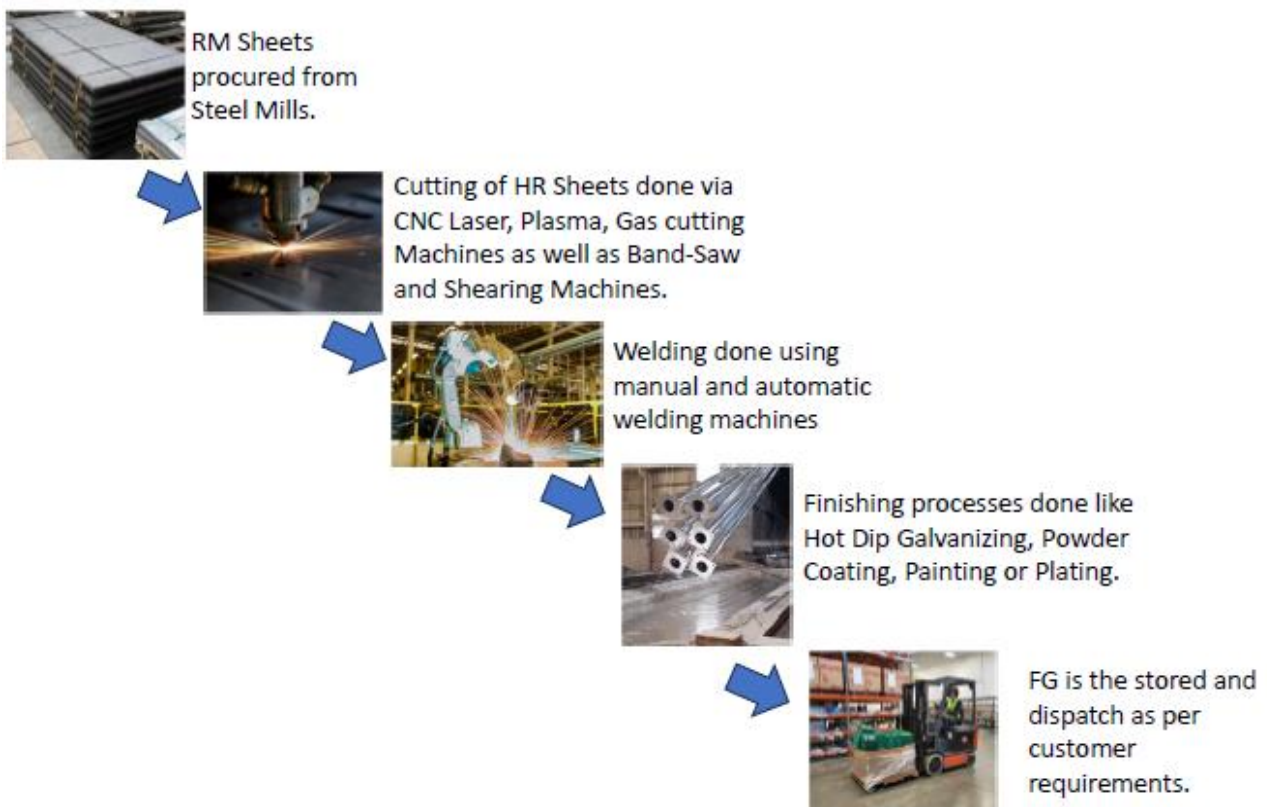 RM Sheets
procured from
Steel Mills.
Cutting of HR Sheets done via
CNC Laser, Plasma, Gas cutting
Machines as well as Band-Saw
and Shearing Machines.
Welding done using
manual and automatic
welding machines
Finishing processes done like
Hot Dip Galvanizing, Powder
Coating, Painting or Plating.
FG is the stored and
dispatch as per
customer
requirements.